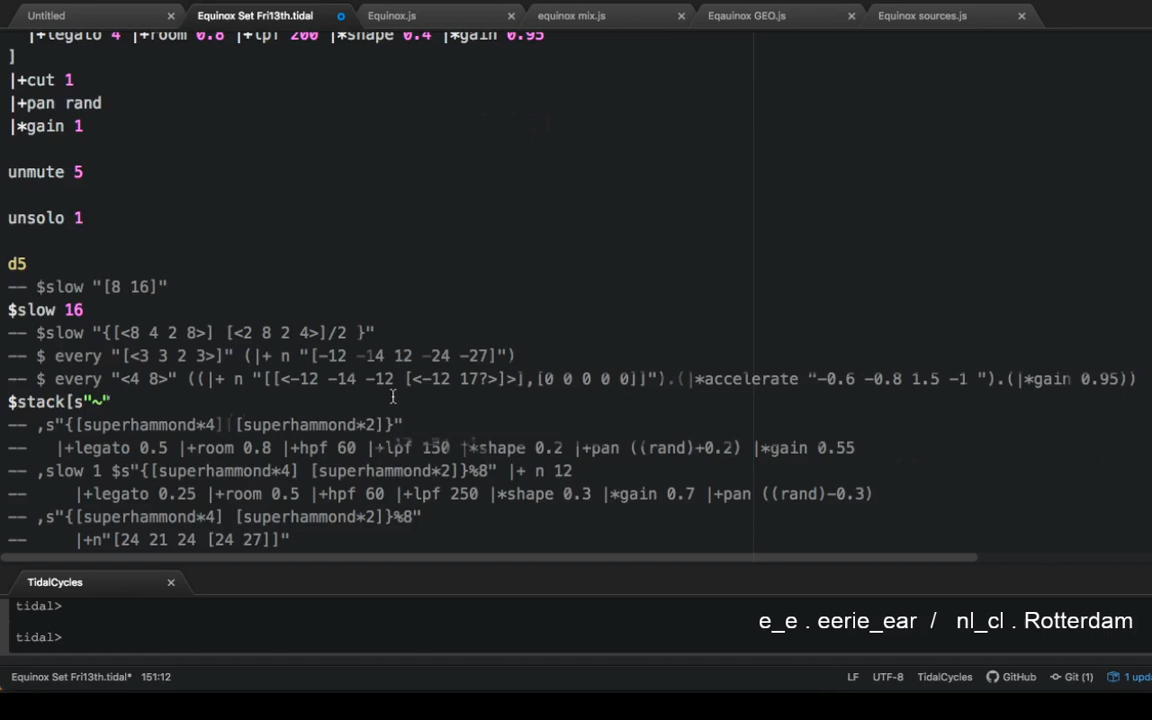 Untitled
Equinox Set Fri13th.tidal
Equinox.js
equinox mix.js
Eqauinox GEO.js
Equinox sources.js
|+legato 4 |+room 0.8 |+lpf 200 |*shape 0.4 |*gain 0.95
]
|+cut 1
|+pan rand
|*gain 1
unmute 5
unsolo 1
d5
-- $slow "[8 16]"
$slow 16
-- $slow "{[<8 4 2 8>] [<2 8 2 4>]/2 }"
-- $ every "[<3 3 2 3>]" (|+ n "[-12 -14 12 -24 -27]")
-- $ every "<4 8>" ((|+ n "[[<-12 -14 -12 [<-12 17?>]>],[0 0 0 0 0]]").(|*accelerate "-0.6 -0.8 1.5 -1 ").(|*gain 0.95))
$stack[s"~"
-- ,s"{[superhammond*4] [superhammond*2]}"
-- |+legato 0.5 |+room 0.8 |+hpf 60 |+lpf 150 |*shape 0.2 |+pan ((rand)+0.2) |*gain 0.55
-- ,slow 1 $s"{[superhammond*4] [superhammond*2]}%8" |+ n 12
-- |+legato 0.25 |+room 0.5 |+hpf 60 |+lpf 250 |*shape 0.3 |*gain 0.7 |+pan ((rand)-0.3)
-- ,s"{[superhammond*4] [superhammond*2]}%8"
-- |+n"[24 21 24 [24 27]]"
TidalCycles
tidal>
tidal>
e_e . eerie_ear / nl_cl . Rotterdam
Equinox Set Fri13th.tidal* 151:12
LF UTF-8 TidalCycles GitHub Git (1) 1 upd